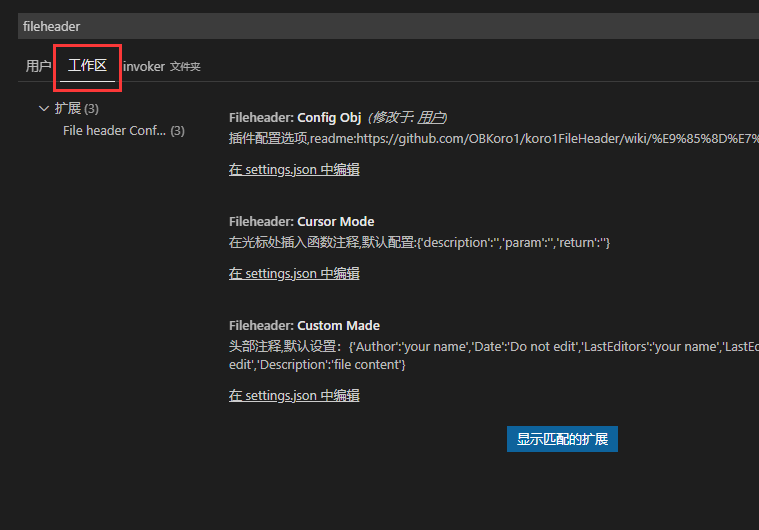 fileheader
用户 工作区 invoker 文件夹
扩展 (3)
File header Conf... (3)
Fileheader: Config Obj (修改于: 用户)
插件配置选项,readme:https://github.com/OBKoro1/koro1FileHeader/wiki/%E9%85%8D%E7%
在 settings.json 中编辑
Fileheader: Cursor Mode
在光标处插入函数注释,默认配置:{'description':'','param':'','return':''}
在 settings.json 中编辑
Fileheader: Custom Made
头部注释,默认设置：{'Author':'your name','Date':'Do not edit','LastEditors':'your name','LastEd
edit','Description':'file content'}
在 settings.json 中编辑
显示匹配的扩展